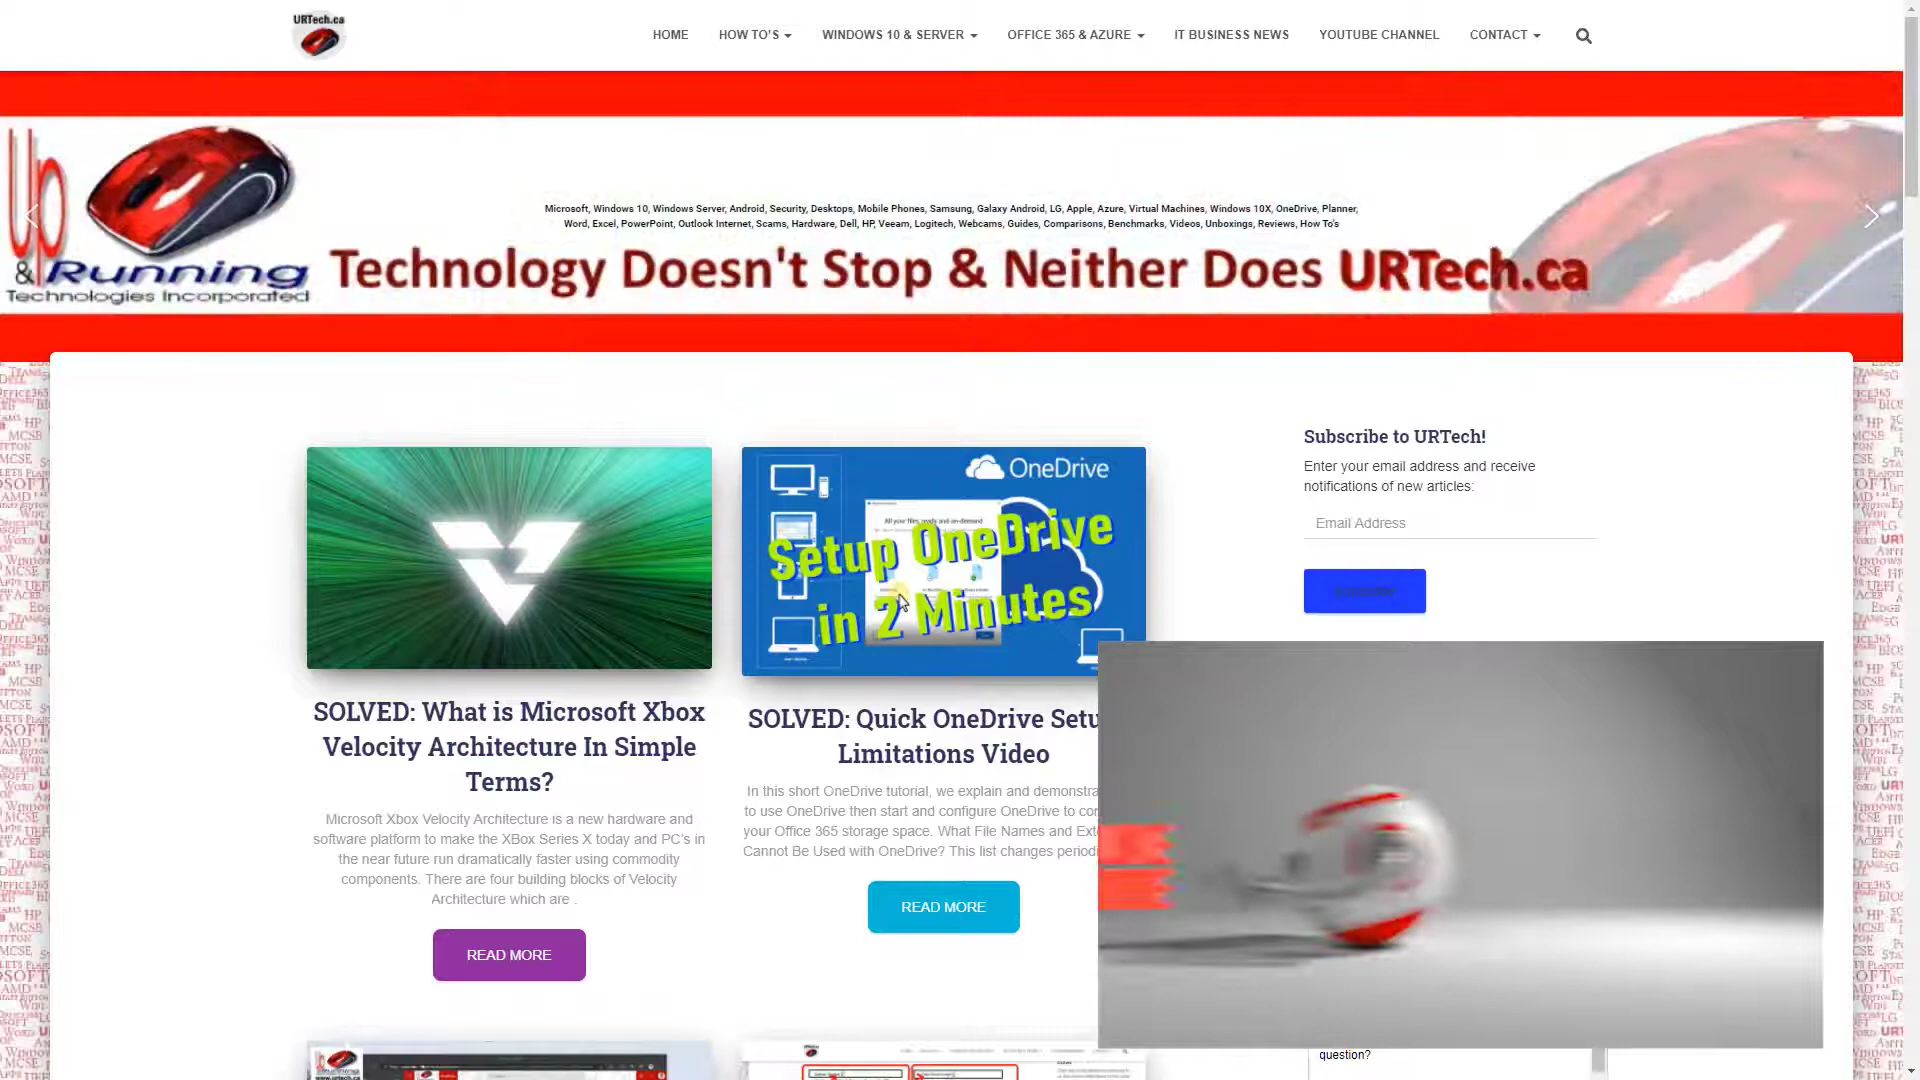 URTech.ca
HOME
HOW TO'S
WINDOWS 10 & SERVER
OFFICE 365 & AZURE
IT BUSINESS NEWS
YOUTUBE CHANNEL
CONTACT
Up
& Running
Technologies Incorporated
Microsoft, Windows 10, Windows Server, Android, Security, Desktops, Mobile Phones, Samsung, Galaxy Android, LG, Apple, Azure, Virtual Machines, Windows 10X, OneDrive, Planner,
Word, Excel, PowerPoint, Outlook Internet, Scams, Hardware, Dell, HP, Veeam, Logitech, Webcams, Guides, Comparisons, Benchmarks, Videos, Unboxings, Reviews, How To's
Technology Doesn't Stop & Neither Does URTech.ca
OneDrive
Setup OneDrive
in 2 Minutes
SOLVED: What is Microsoft Xbox
Velocity Architecture In Simple
Terms?
Microsoft Xbox Velocity Architecture is a new hardware and
software platform to make the XBox Series X today and PC's in
the near future run dramatically faster using commodity
components. There are four building blocks of Velocity
Architecture which are .
READ MORE
SOLVED: Quick OneDrive Setu
Limitations Video
In this short OneDrive tutorial, we explain and demonstra
to use OneDrive then start and configure OneDrive to co
your Office 365 storage space. What File Names and Ext
Cannot Be Used with OneDrive? This list changes period
READ MORE
Subscribe to URTech!
Enter your email address and receive
notifications of new articles:
Email Address
question?